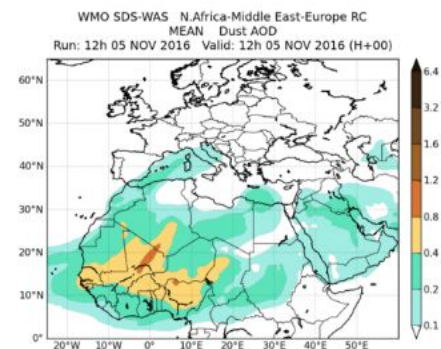 WMO SDS-WAS   N.Africa-Middle East-Europe RC
MEAN   Dust AOD
Run: 12h 05 NOV 2016   Valid: 12h 05 NOV 2016 (H+00)
60°N
50°N
40°N
30°N
20°N
10°N
0°
20°W
10°W
0°
10°E
20°E
30°E
40°E
50°E
6.4
3.2
1.6
1.2
0.8
0.4
0.2
0.1